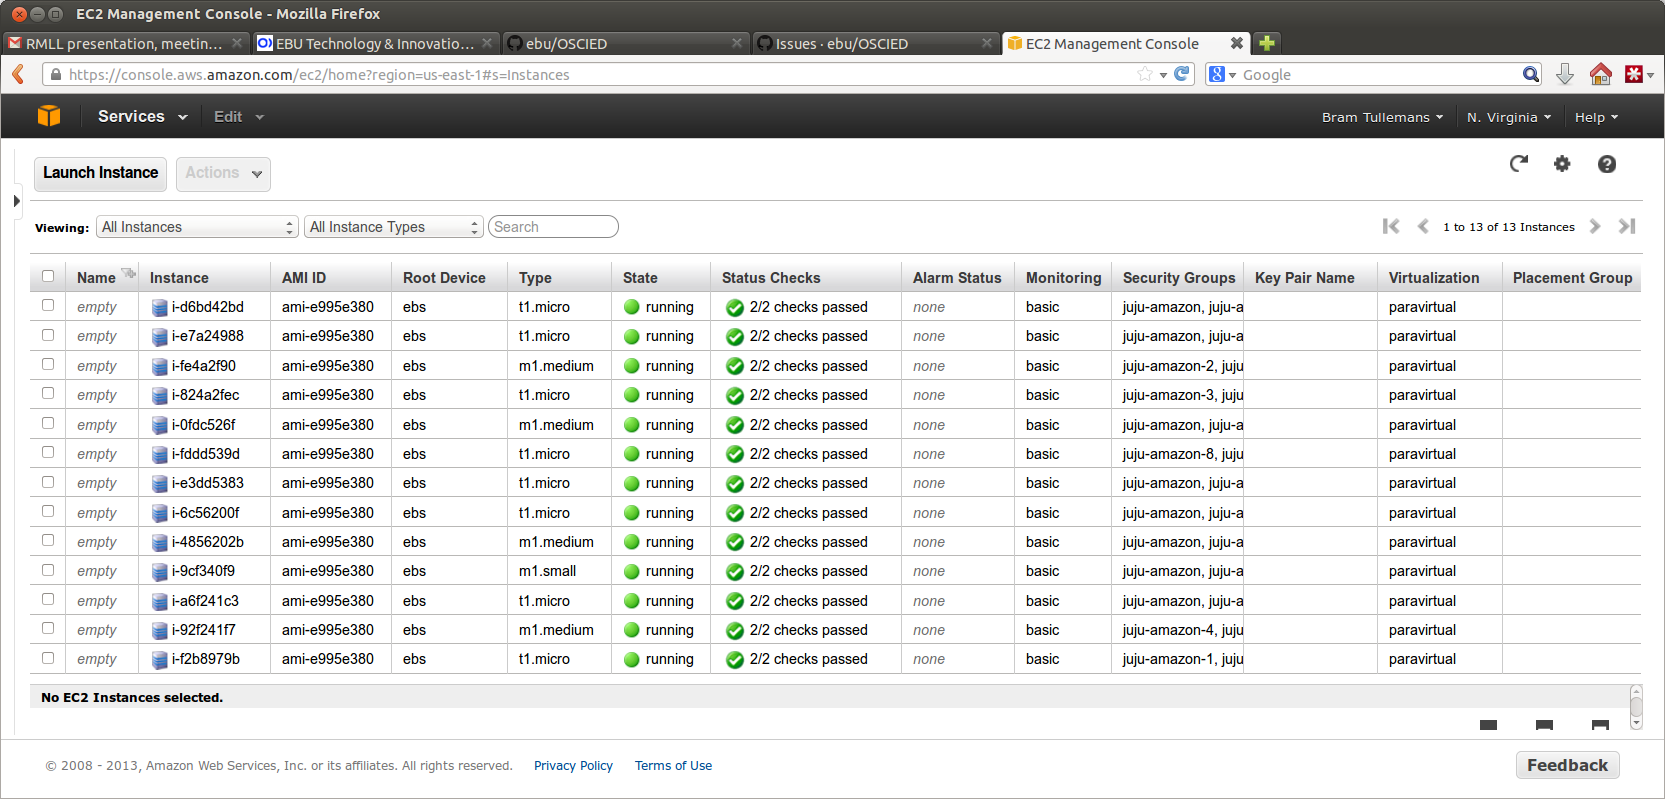 EC2 Management Console - Mozilla Firefox
RMLL presentation, meetin... EBU Technology & Innovatio... ebu/OSCIED Issues · ebu/OSCIED EC2 Management Console
https://console.aws.amazon.com/ec2/home?region=us-east-1#s=Instances Google
Services Edit Bram Tullemans N. Virginia Help
Launch Instance Actions
Viewing: All Instances All Instance Types Search 1 to 13 of 13 Instances
Name Instance AMI ID Root Device Type State Status Checks Alarm Status Monitoring Security Groups Key Pair Name Virtualization Placement Group
empty i-d6bd42bd ami-e995e380 ebs t1.micro running 2/2 checks passed none basic juju-amazon, juju-a paravirtual
empty i-e7a24988 ami-e995e380 ebs t1.micro running 2/2 checks passed none basic juju-amazon, juju-a paravirtual
empty i-fe4a2f90 ami-e995e380 ebs m1.medium running 2/2 checks passed none basic juju-amazon-2, juju paravirtual
empty i-824a2fec ami-e995e380 ebs t1.micro running 2/2 checks passed none basic juju-amazon-3, juju paravirtual
empty i-0fdc526f ami-e995e380 ebs m1.medium running 2/2 checks passed none basic juju-amazon, juju-a paravirtual
empty i-fddd539d ami-e995e380 ebs t1.micro running 2/2 checks passed none basic juju-amazon-8, juju paravirtual
empty i-e3dd5383 ami-e995e380 ebs t1.micro running 2/2 checks passed none basic juju-amazon, juju-a paravirtual
empty i-6c56200f ami-e995e380 ebs t1.micro running 2/2 checks passed none basic juju-amazon, juju-a paravirtual
empty i-4856202b ami-e995e380 ebs m1.medium running 2/2 checks passed none basic juju-amazon, juju-a paravirtual
empty i-9cf340f9 ami-e995e380 ebs m1.small running 2/2 checks passed none basic juju-amazon, juju-a paravirtual
empty i-a6f241c3 ami-e995e380 ebs t1.micro running 2/2 checks passed none basic juju-amazon, juju-a paravirtual
empty i-92f241f7 ami-e995e380 ebs m1.medium running 2/2 checks passed none basic juju-amazon-4, juju paravirtual
empty i-f2b8979b ami-e995e380 ebs t1.micro running 2/2 checks passed none basic juju-amazon-1, juju paravirtual
No EC2 Instances selected.
© 2008 - 2013, Amazon Web Services, Inc. or its affiliates. All rights reserved. Privacy Policy Terms of Use Feedback